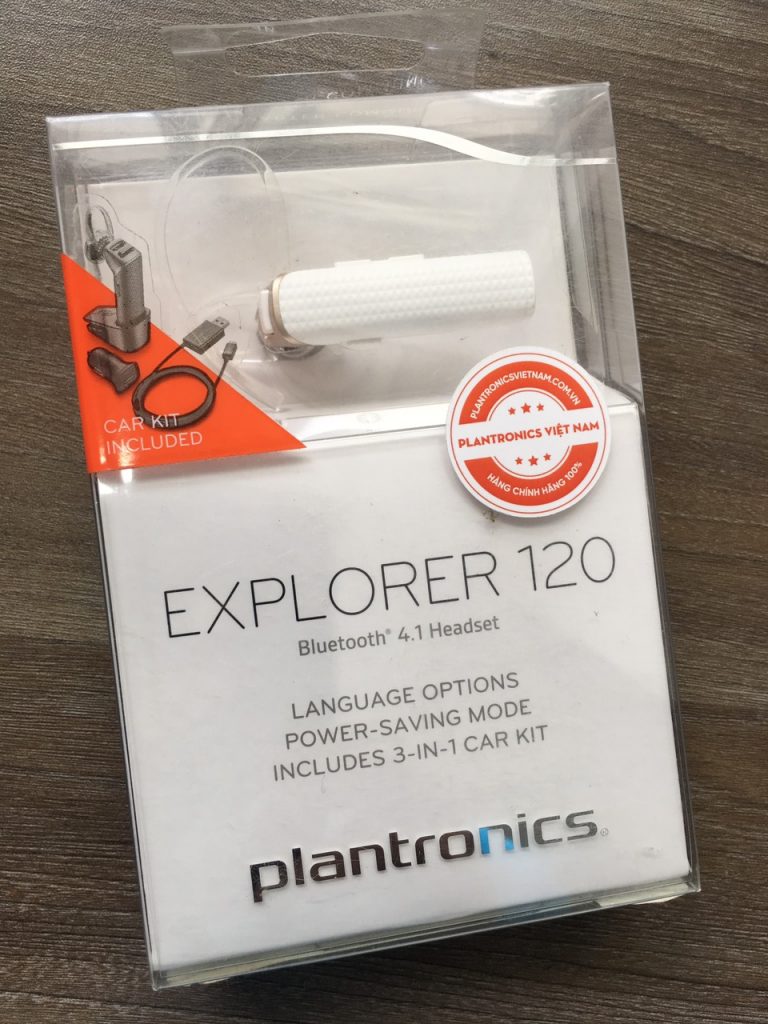 CAR KIT
INCLUDED
PLANTRONICSVIETNAM.COM.VN
PLANTRONICS VIỆT NAM
HÀNG CHÍNH HÃNG 100%
EXPLORER 120
Bluetooth® 4.1 Headset
LANGUAGE OPTIONS
POWER-SAVING MODE
INCLUDES 3-IN-1 CAR KIT
plantronics®